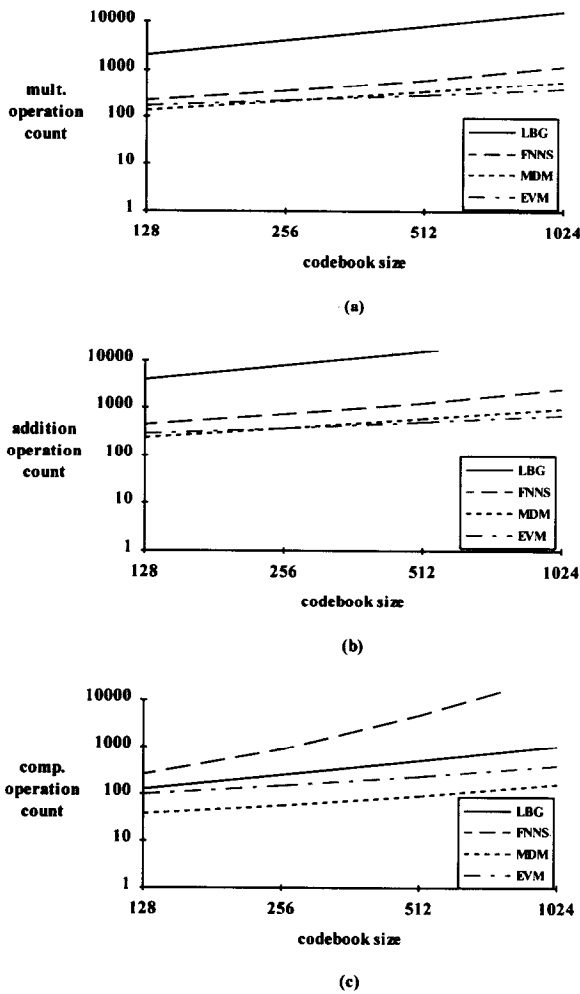 10000
1000
100
10
1
mult.
operation
count
LBG
FNNS
MDM
EVM
128 256 512 1024
codebook size
(a)
10000
1000
100
10
1
addition
operation
count
LBG
FNNS
MDM
EVM
128 256 512 1024
codebook size
(b)
10000
1000
100
10
1
comp.
operation
count
LBG
FNNS
MDM
EVM
128 256 512 1024
codebook size
(c)